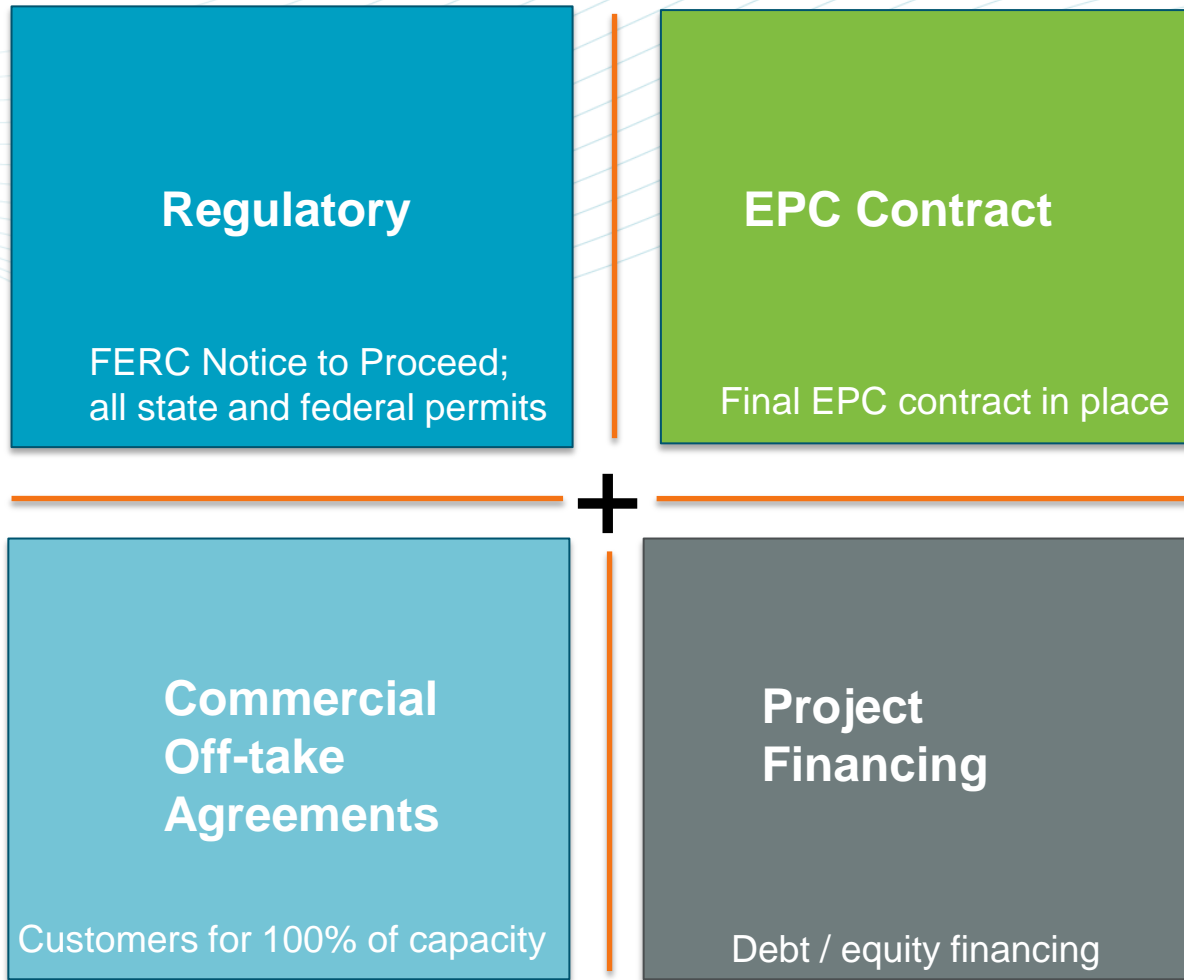 Regulatory
FERC Notice to Proceed;
all state and federal permits
EPC Contract
Final EPC contract in place
+
Commercial
Off-take
Agreements
Customers for 100% of capacity
Project
Financing
Debt / equity financing